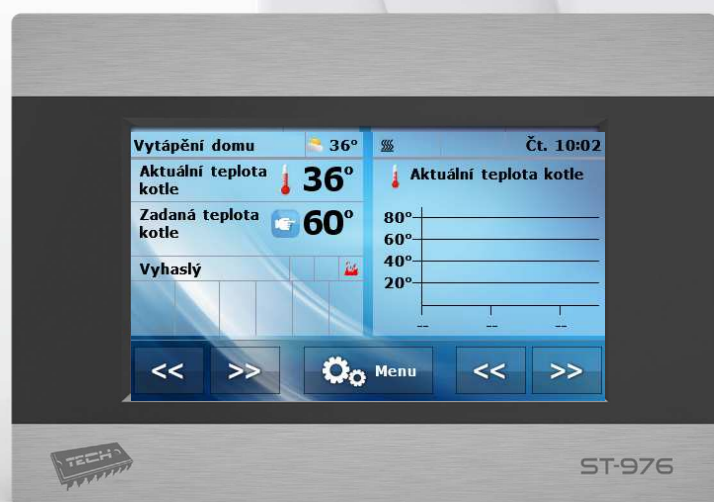 Vytápění domu 36°
Aktuální teplota
kotle
36°
Zadaná teplota
kotle
60°
Vyhaslý
Čt. 10:02
Aktuální teplota kotle
80°
60°
40°
20°
-- -- --
<< >> Menu << >>
TECH
ST-976